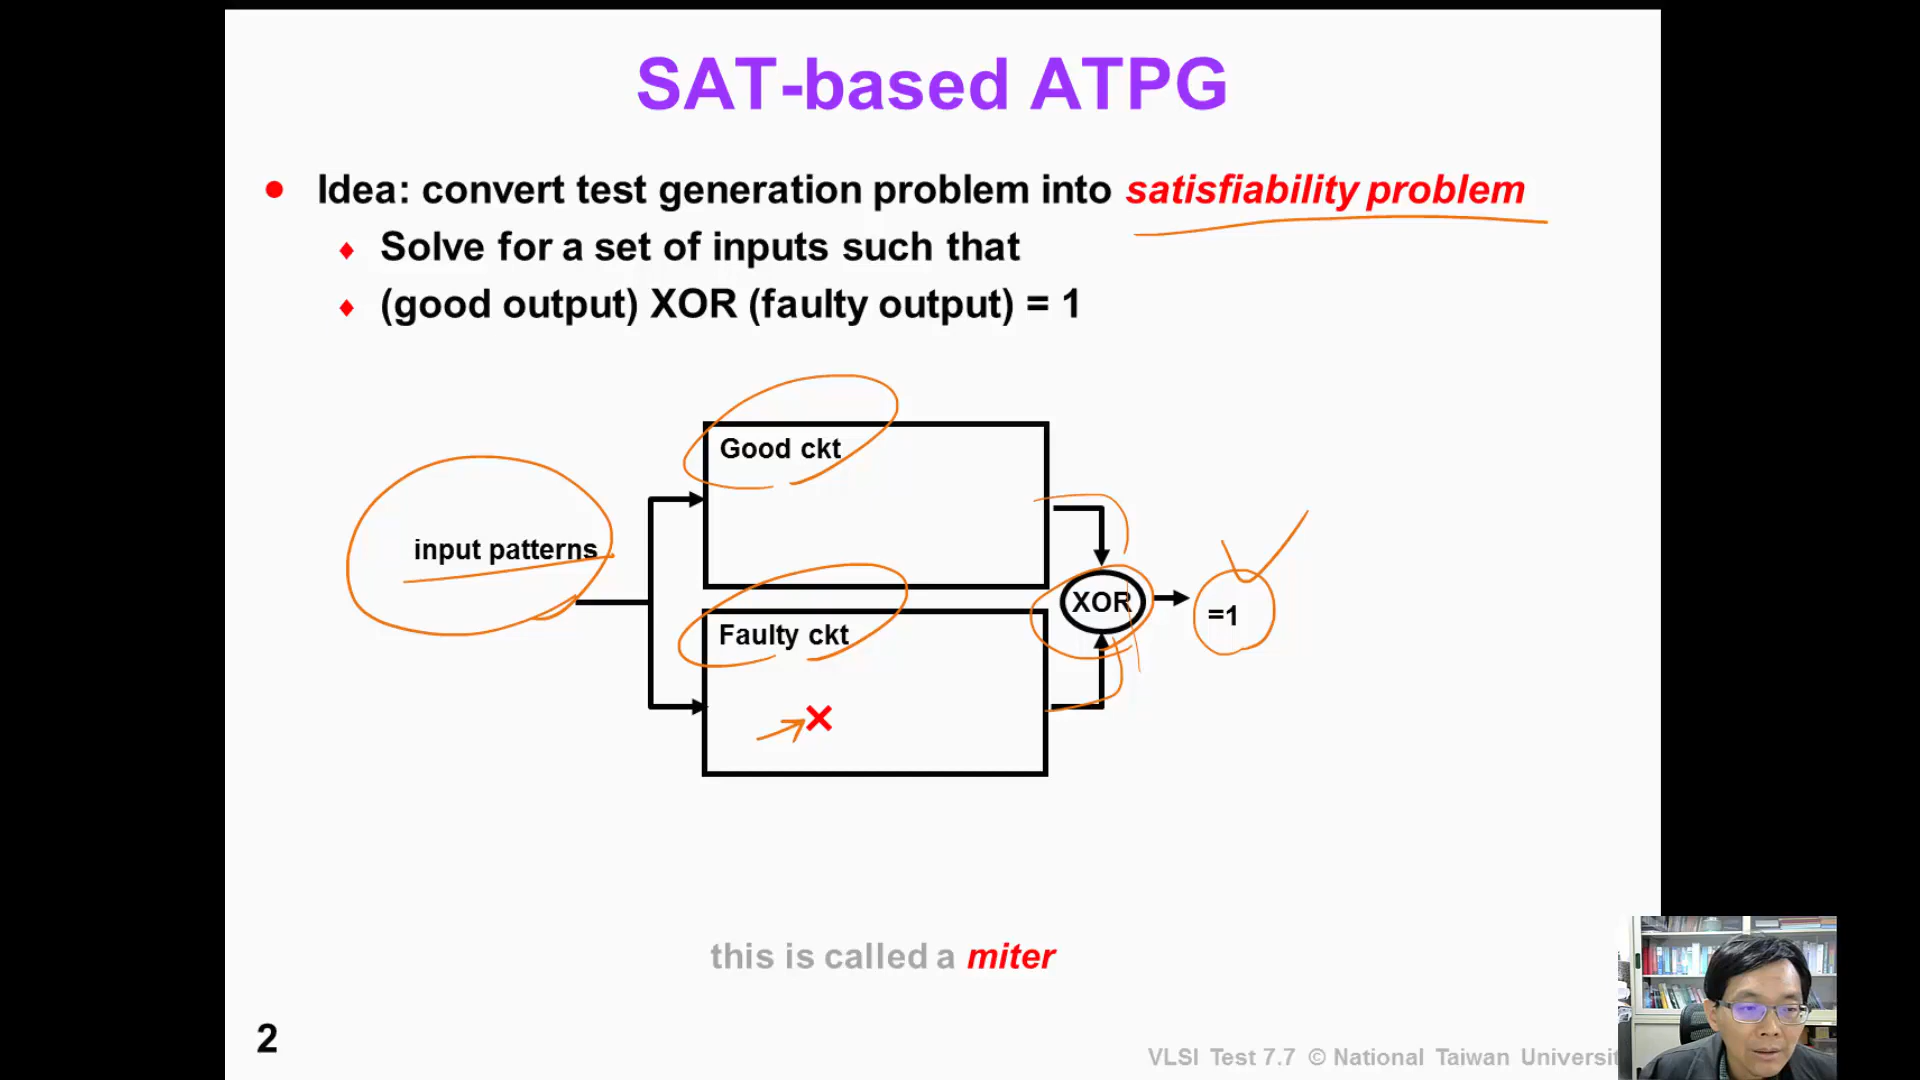 SAT-based ATPG
Idea: convert test generation problem into satisfiability problem
Solve for a set of inputs such that
(good output) XOR (faulty output) = 1
Good ckt
input patterns
XOR
=1
Faulty ckt
this is called a miter
2
VLSI Test 7.7 © National Taiwan Universi